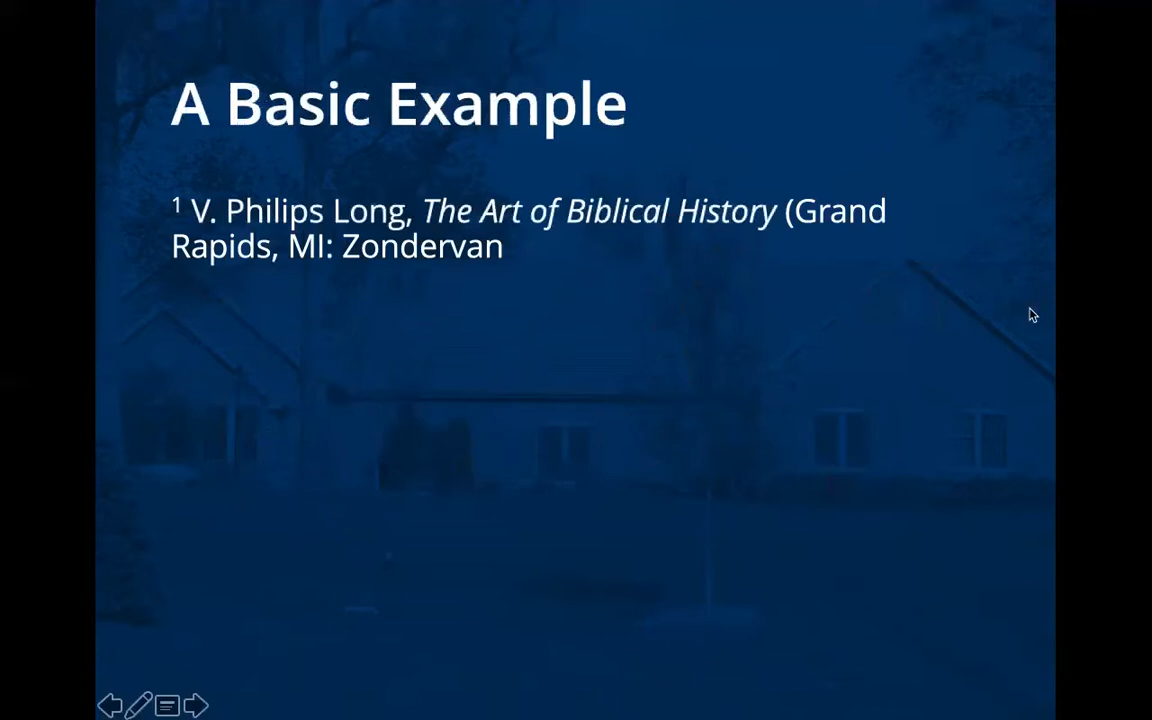 A Basic Example
¹ V. Philips Long, The Art of Biblical History (Grand
Rapids, MI: Zondervan